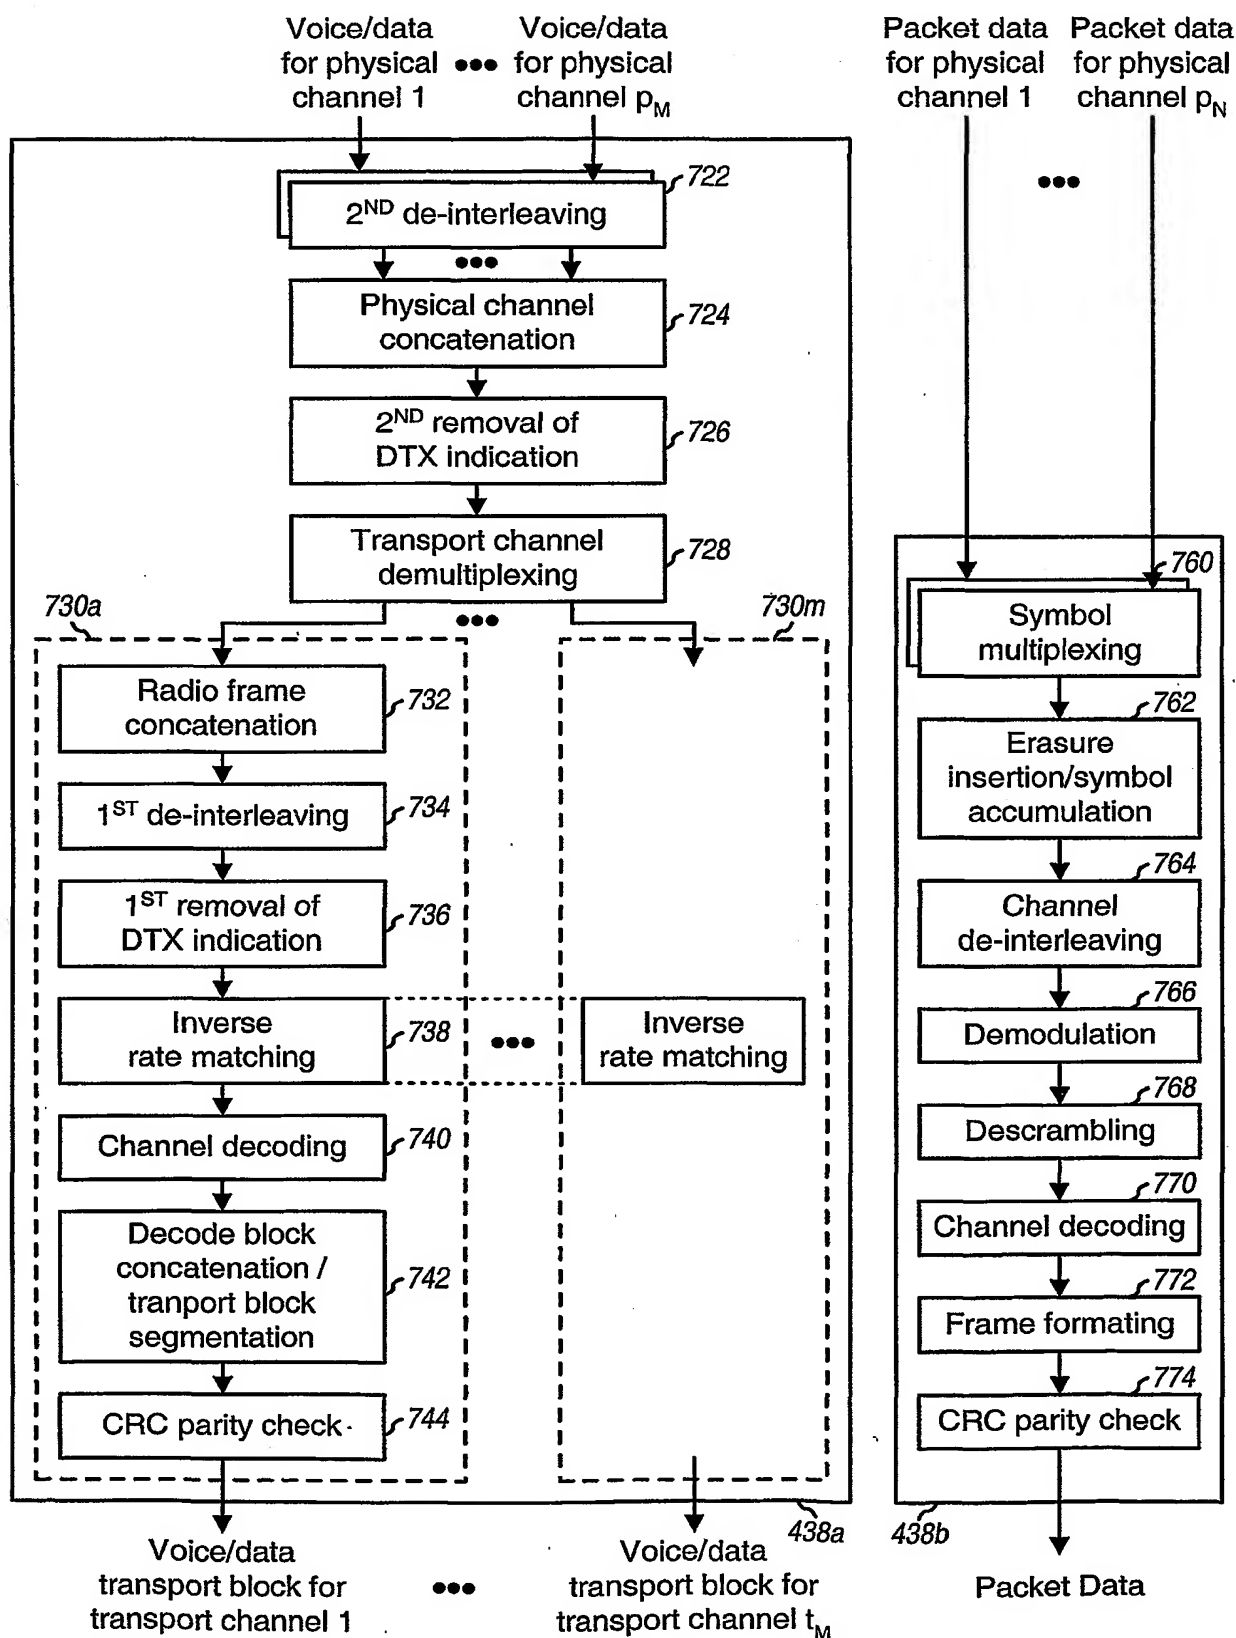 Voice/data
for physical
channel 1
Voice/data
for physical
channel pM
Packet data
for physical
channel 1
Packet data
for physical
channel pN
722
2ND de-interleaving
Physical channel
concatenation
724
2ND removal of
DTX indication
726
Transport channel
demultiplexing
728
730a
730m
Radio frame
concatenation
732
1ST de-interleaving
734
1ST removal of
DTX indication
736
Inverse
rate matching
738
Inverse
rate matching
Channel decoding
740
Decode block
concatenation /
tranport block
segmentation
742
CRC parity check
744
438a
Voice/data
transport block for
transport channel 1
Voice/data
transport block for
transport channel tM
760
Symbol
multiplexing
762
Erasure
insertion/symbol
accumulation
764
Channel
de-interleaving
766
Demodulation
768
Descrambling
770
Channel decoding
772
Frame formating
774
CRC parity check
438b
Packet Data